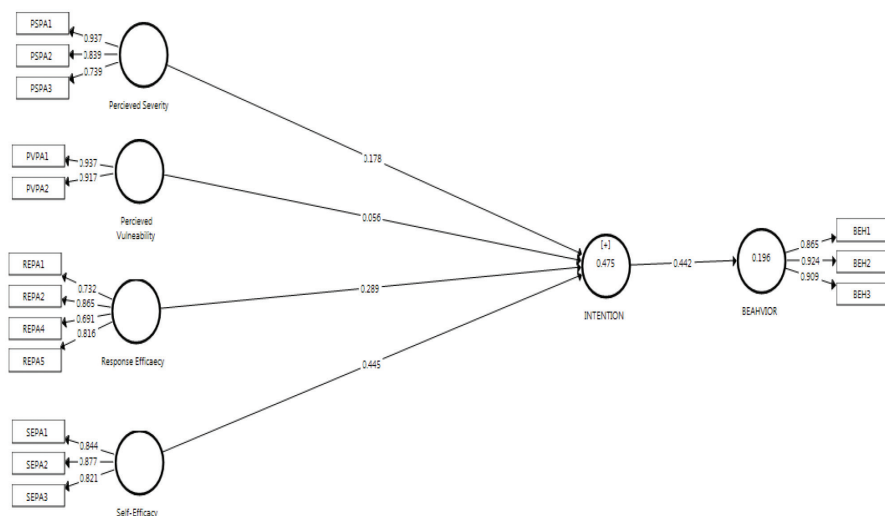 PSPA1
0.937
PSPA2
0.839
PSPA3
0.739
Percieved Severity
0.178
PVPA1
0.937
PVPA2
0.917
Percieved
Vulneability
0.056
REPA1
0.732
REPA2
0.865
REPA4
0.691
REPA5
0.816
Response Efficaecy
0.289
SEPA1
0.844
SEPA2
0.877
SEPA3
0.821
Self-Efficacy
0.445
[+]
0.475
INTENTION
0.442
0.196
BEAHVIOR
BEH1
0.865
BEH2
0.924
BEH3
0.909